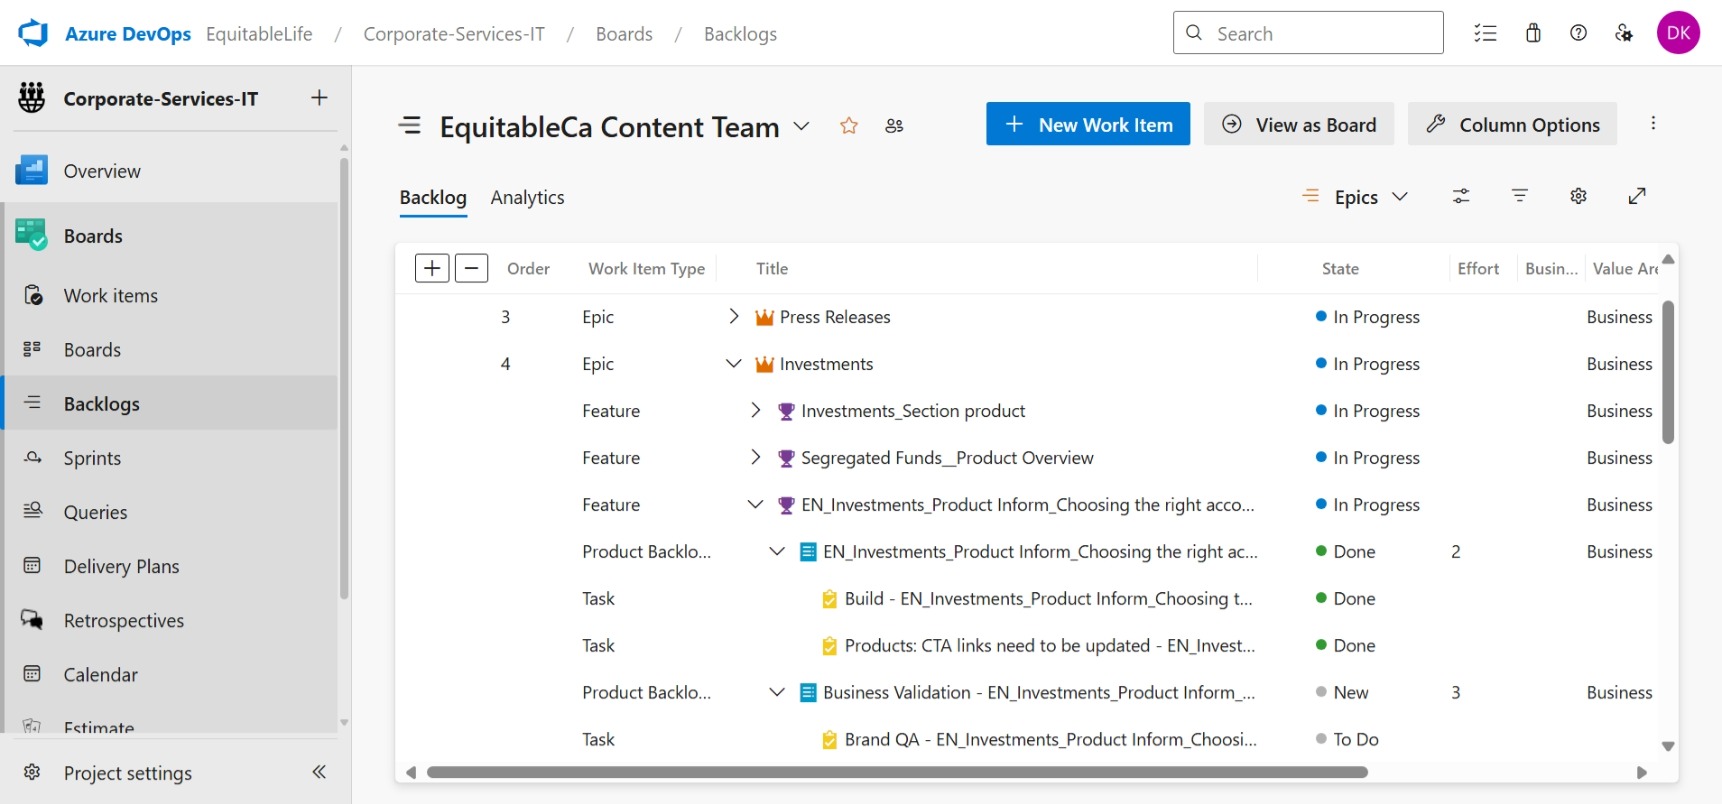 Azure DevOps EquitableLife / Corporate-Services-IT / Boards / Backlogs
Search
DK
Corporate-Services-IT
Overview
Boards
Work items
Boards
Backlogs
Sprints
Queries
Delivery Plans
Retrospectives
Calendar
Estimate
Project settings
EquitableCa Content Team
New Work Item
View as Board
Column Options
Backlog Analytics
Epics
Order Work Item Type Title State Effort Busin... Value Are
3 Epic Press Releases In Progress Business
4 Epic Investments In Progress Business
Feature Investments_Section product In Progress Business
Feature Segregated Funds__Product Overview In Progress Business
Feature EN_Investments_Product Inform_Choosing the right acco... In Progress Business
Product Backlo... EN_Investments_Product Inform_Choosing the right ac... Done 2 Business
Task Build - EN_Investments_Product Inform_Choosing t... Done
Task Products: CTA links need to be updated - EN_Invest... Done
Product Backlo... Business Validation - EN_Investments_Product Inform_... New 3 Business
Task Brand QA - EN_Investments_Product Inform_Choosi... To Do